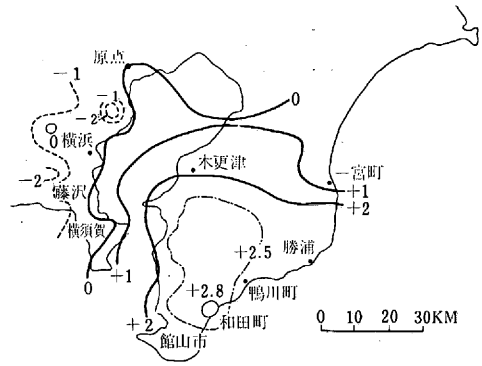 原点
−1
−1
−2
0
0
横浜
−2
藤沢
木更津
一富町
+1
+2
横須賀
勝浦
+2.5
+2.8
鴨川町
0
+1
+2
和田町
館山市
0 10 20 30KM